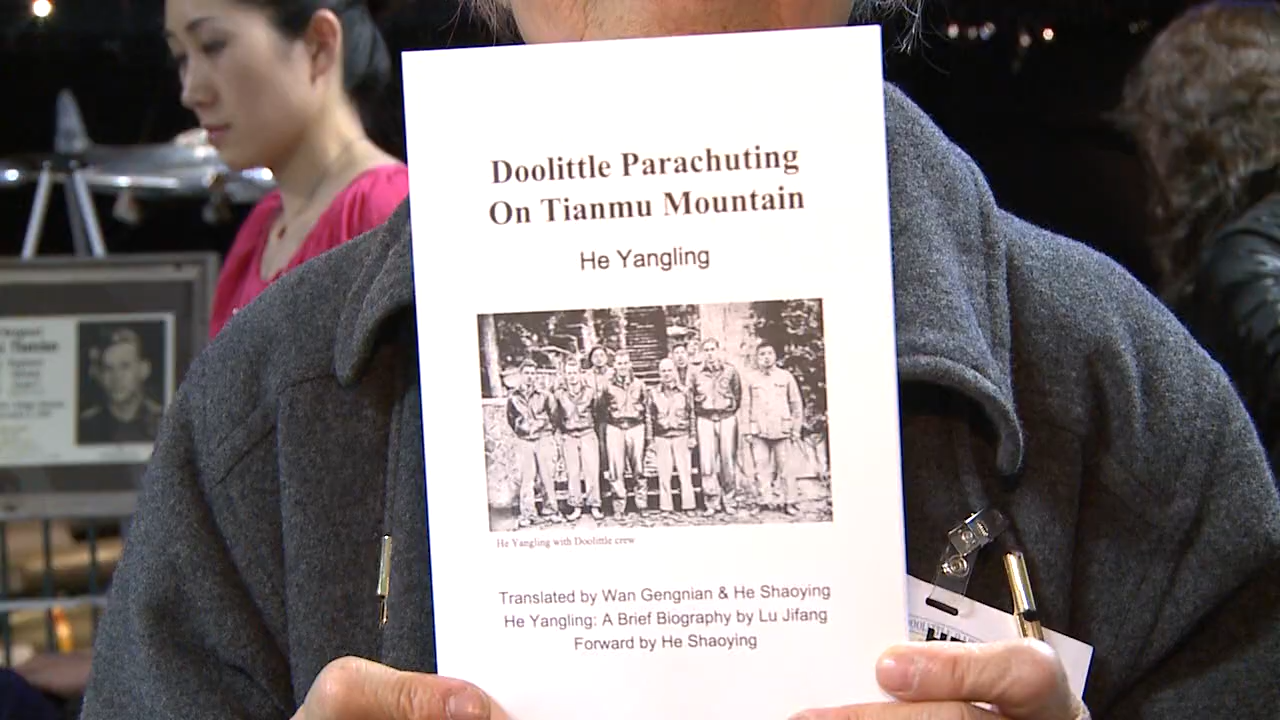 Doolittle Parachuting
On Tianmu Mountain
He Yangling
He Yangling with Doolittle crew
Translated by Wan Gengnian & He Shaoying
He Yangling: A Brief Biography by Lu Jifang
Forward by He Shaoying